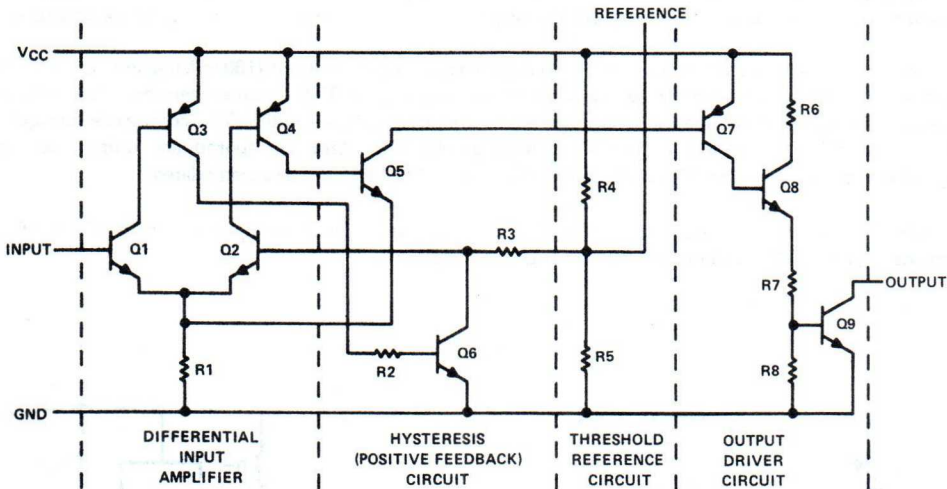 REFERENCE
VCC
R6
Q3
Q4
Q7
Q5
Q8
R4
R3
INPUT
Q1
Q2
R7
OUTPUT
Q9
Q6
R1
R2
R5
R8
GND
DIFFERENTIAL
INPUT
AMPLIFIER
HYSTERESIS
(POSITIVE FEEDBACK)
CIRCUIT
THRESHOLD
REFERENCE
CIRCUIT
OUTPUT
DRIVER
CIRCUIT